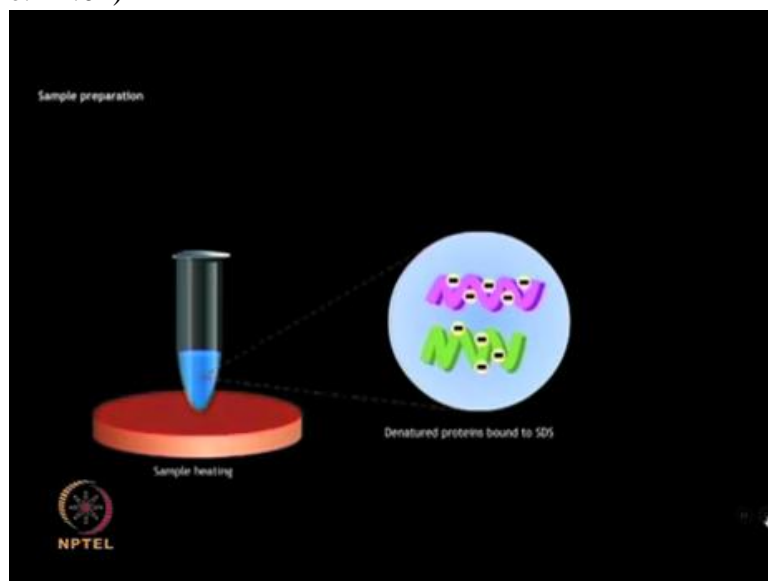 Sample preparation
Denatured proteins bound to SDS
Sample heating
NPTEL